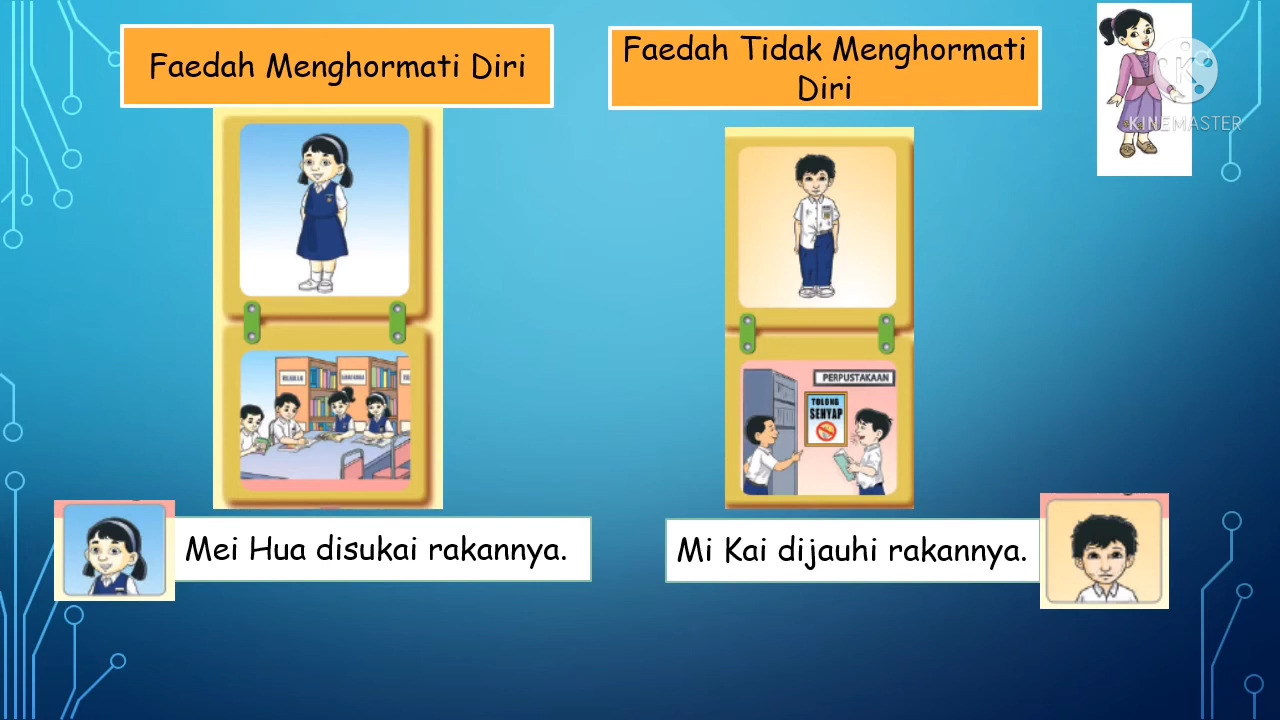 Faedah Menghormati Diri
Faedah Tidak Menghormati
Diri
KINEMASTER
PERPUSTAKAAN
TOLONG
SENYAP
Mei Hua disukai rakannya.
Mi Kai dijauhi rakannya.